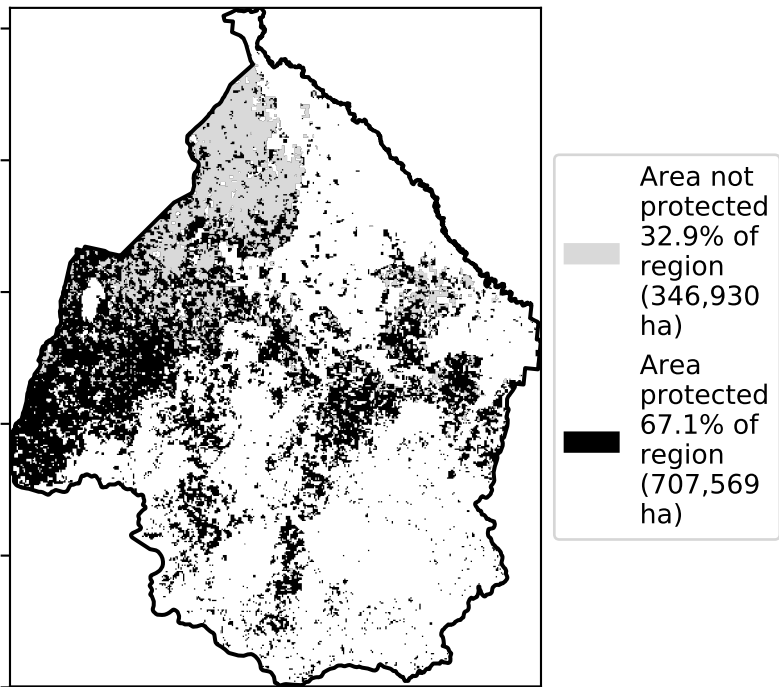 Area not
protected
32.9% of
region
(346,930
ha)
Area
protected
67.1% of
region
(707,569
ha)